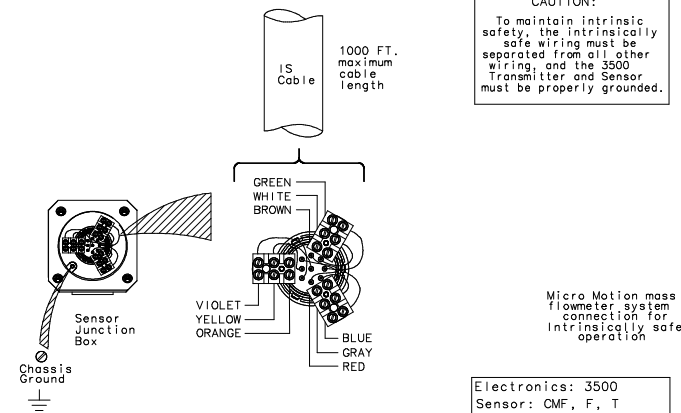 CAUTION:
To maintain intrinsic
safety, the intrinsically
safe wiring must be
separated from all other
wiring, and the 3500
Transmitter and Sensor
must be properly grounded.
IS
Cable
1000 FT.
maximum
cable
length
GREEN
WHITE
BROWN
VIOLET
YELLOW
ORANGE
BLUE
GRAY
RED
Sensor
Junction
Box
Chassis
Ground
Micro Motion mass
flowmeter system
connection for
Intrinsically safe
operation
Electronics: 3500
Sensor: CMF, F, T